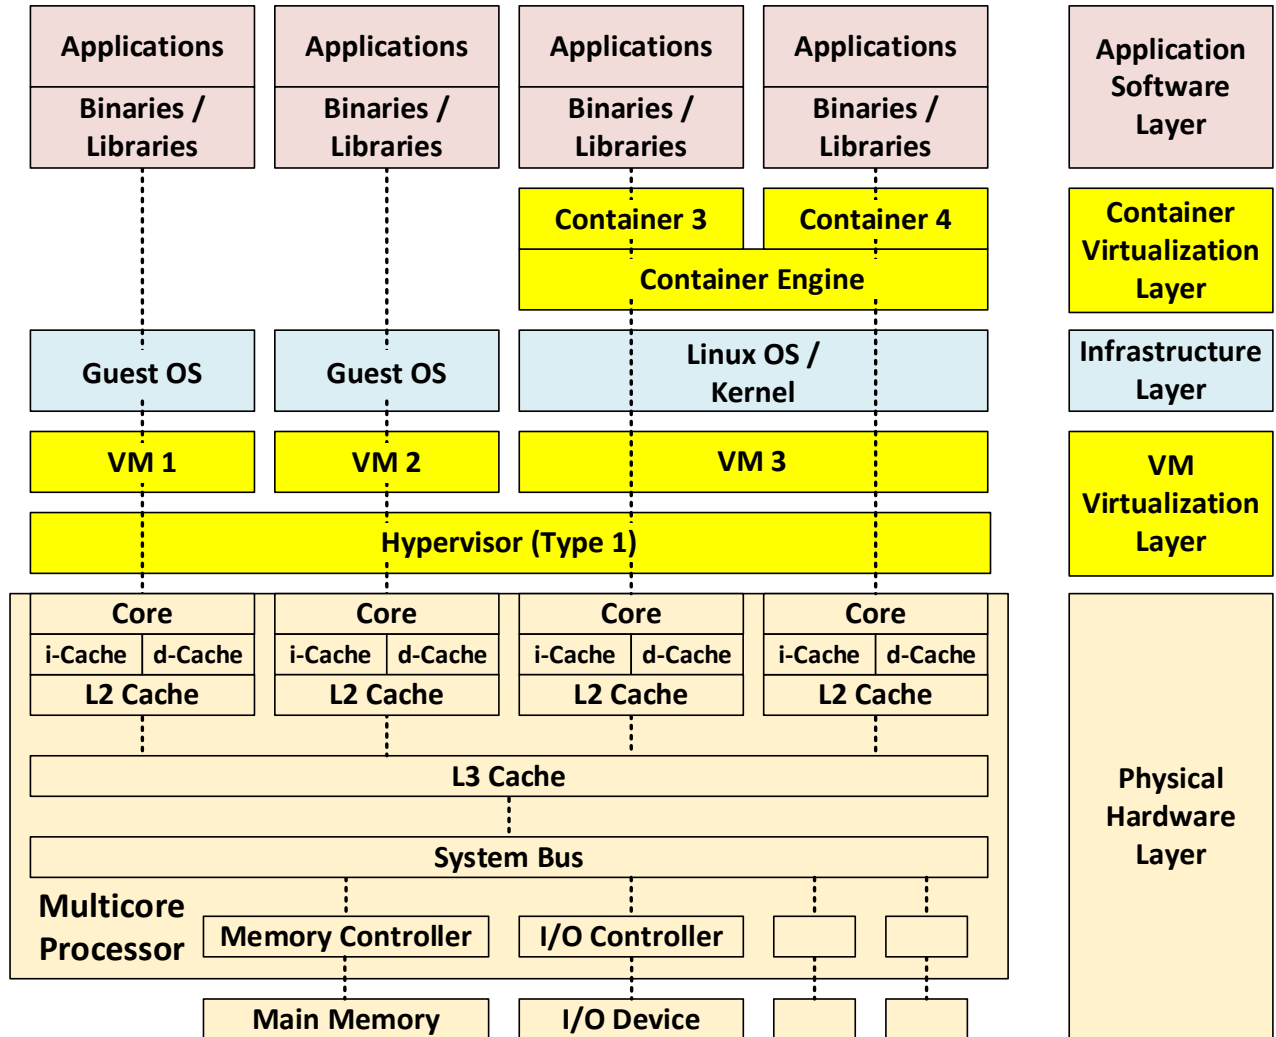 Applications
Applications
Applications
Applications
Application
Software
Layer
Binaries /
Libraries
Binaries /
Libraries
Binaries /
Libraries
Binaries /
Libraries
Container 3
Container 4
Container Engine
Container
Virtualization
Layer
Guest OS
Guest OS
Linux OS /
Kernel
Infrastructure
Layer
VM 1
VM 2
VM 3
Hypervisor (Type 1)
VM
Virtualization
Layer
Core
Core
Core
Core
i-Cache
d-Cache
i-Cache
d-Cache
i-Cache
d-Cache
i-Cache
d-Cache
L2 Cache
L2 Cache
L2 Cache
L2 Cache
L3 Cache
System Bus
Multicore
Processor
Memory Controller
I/O Controller
Main Memory
I/O Device
Physical
Hardware
Layer